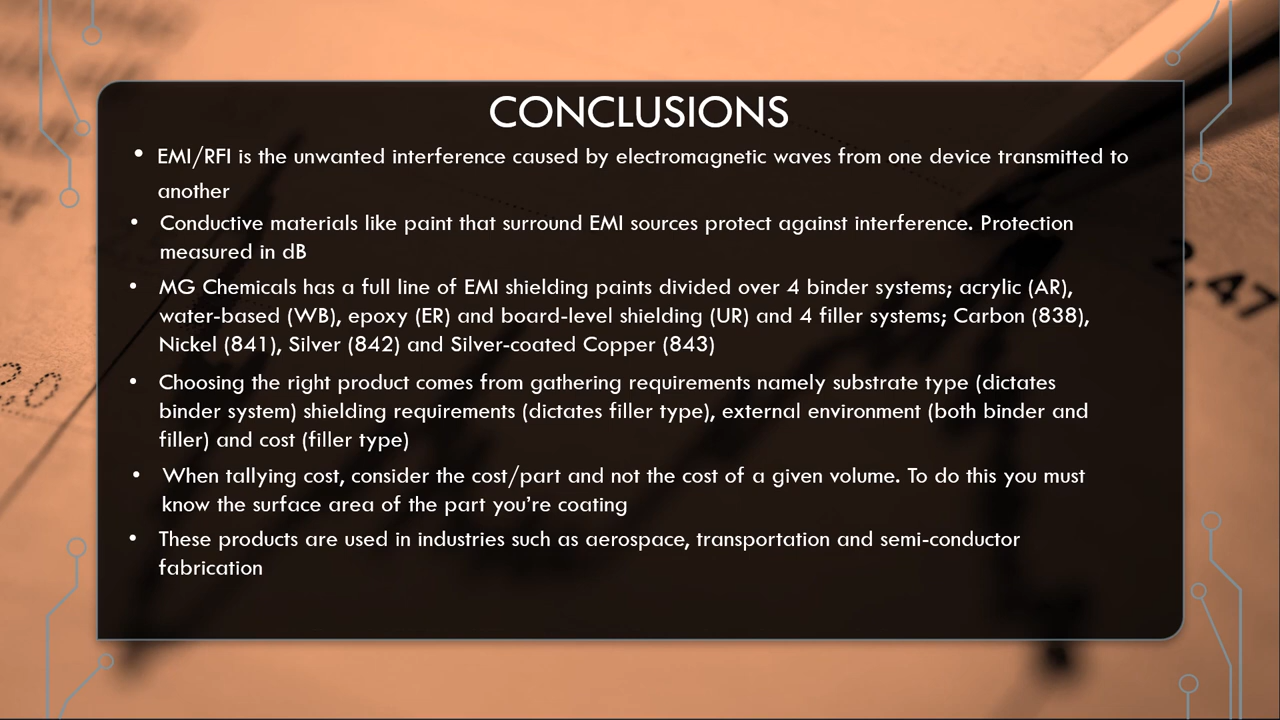 CONCLUSIONS
• EMI/RFI is the unwanted interference caused by electromagnetic waves from one device transmitted to
another
• Conductive materials like paint that surround EMI sources protect against interference. Protection
measured in dB
• MG Chemicals has a full line of EMI shielding paints divided over 4 binder systems; acrylic (AR),
water-based (WB), epoxy (ER) and board-level shielding (UR) and 4 filler systems; Carbon (838),
Nickel (841), Silver (842) and Silver-coated Copper (843)
• Choosing the right product comes from gathering requirements namely substrate type (dictates
binder system) shielding requirements (dictates filler type), external environment (both binder and
filler) and cost (filler type)
• When tallying cost, consider the cost/part and not the cost of a given volume. To do this you must
know the surface area of the part you’re coating
• These products are used in industries such as aerospace, transportation and semi-conductor
fabrication